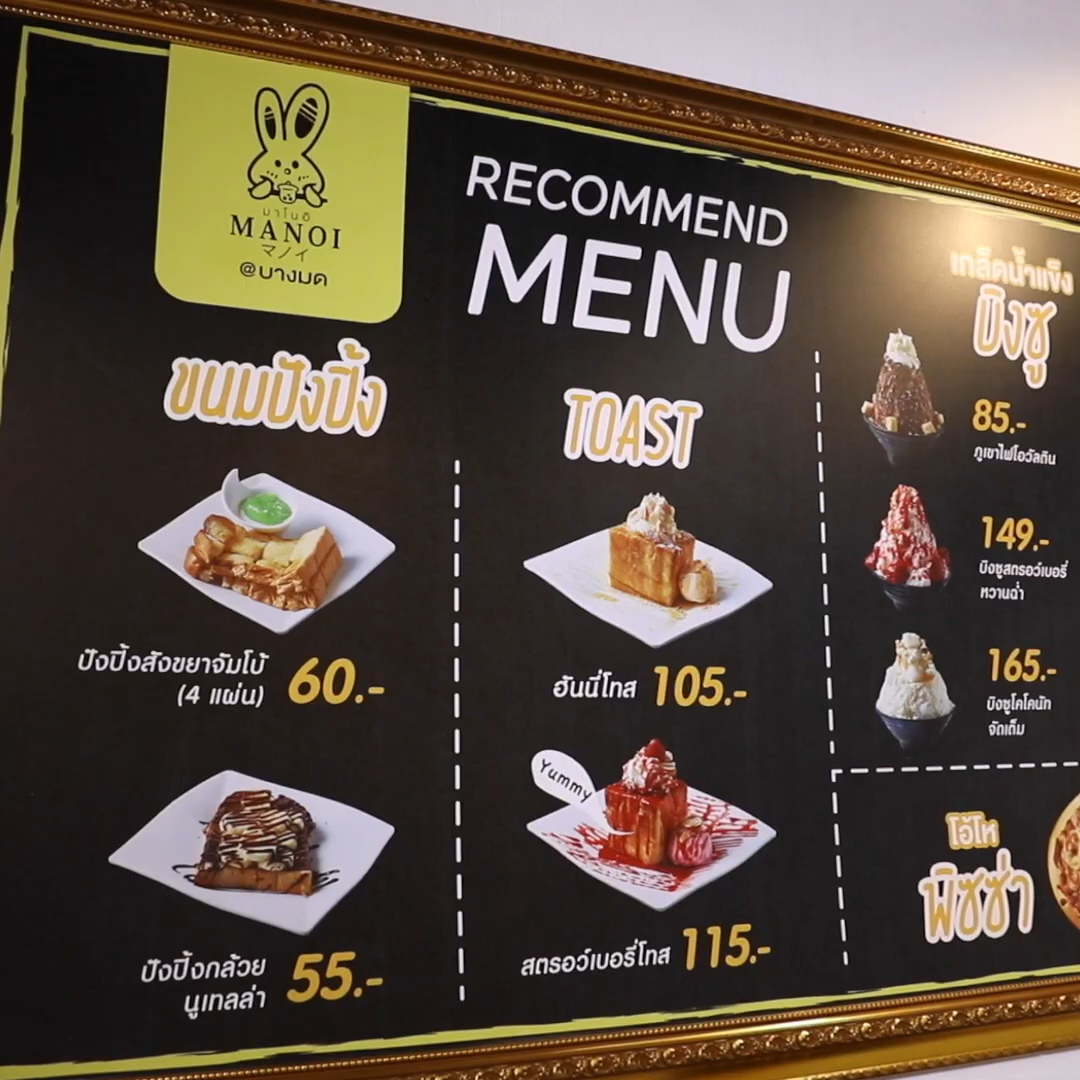 มาโนอิ
MANOI
マノイ
@บางมด
RECOMMEND
MENU
ขนมปังปิ้ง
ปังปิ้งสังขยาจัมโบ้
(4 แผ่น)
60.-
ปังปิ้งกล้วย
นูเทลล่า
55.-
TOAST
ฮันนี่โทส 105.-
Yummy
สตรอว์เบอรี่โทส 115.-
เกล็ดน้ำแข็ง
บิงซู
85.-
ภูเขาไฟโอวัลติน
149.-
บิงซูสตรอว์เบอรี่
หวานฉ่ำ
165.-
บิงซูโคโคนัท
จัดเต็ม
โอ้โห
พิซซ่า